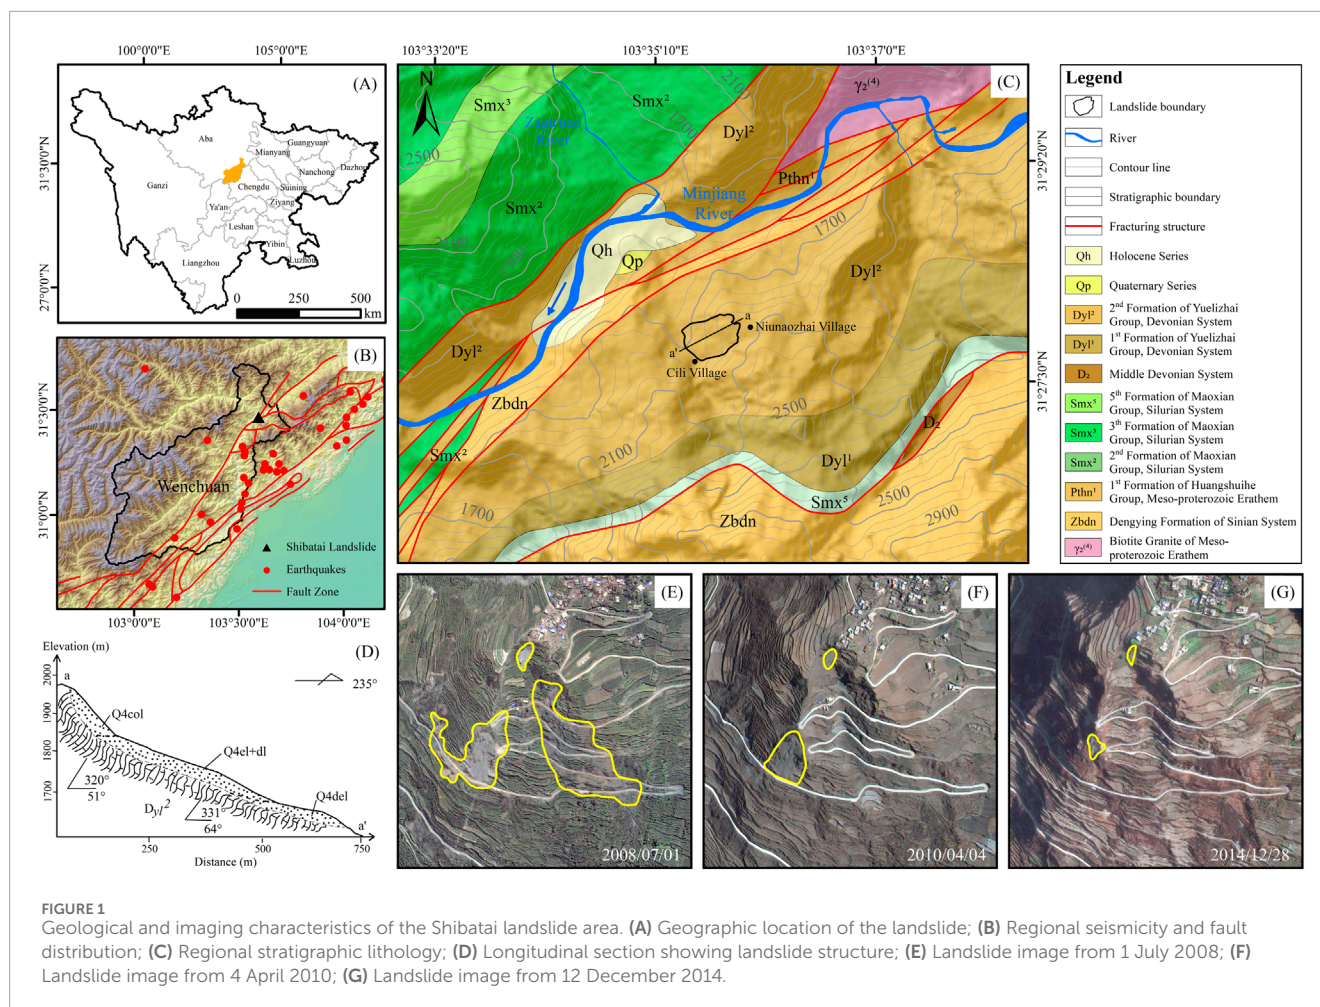 100°0'0"E
105°0'0"E
31°30'0"N
27°0'0"N
(A)
Aba
Guangyuan
Mianyang
Dazhou
Nanchong
Ganzi
Chengdu
Suining
Ziyang
Ya'an
Leshan
Yibin
Luzhou
Liangzhou
0 250 500
km
(B)
31°30'0"N
31°0'0"N
Wenchuan
Shibatai Landslide
Earthquakes
Fault Zone
103°0'0"E
103°30'0"E
104°0'0"E
103°33'20"E
103°35'10"E
103°37'0"E
31°29'20"N
31°27'30"N
(C)
N
Smx³
Smx²
2100
1700
γ₂⁽⁴⁾
Zagunao
River
Dyl²
2500
Pthn¹
Minjiang
River
Smx²
1700
Qh
Qp
Dyl²
a
Niunaozhai Village
a'
Cili Village
Dyl²
Zbdn
2500
D₂
Smx²
2100
Dyl¹
Smx⁵
2500
1700
Zbdn
2900
Legend
Landslide boundary
River
Contour line
Stratigraphic boundary
Fracturing structure
Qh Holocene Series
Qp Quaternary Series
Dyl² 2nd Formation of Yuelizhai
Group, Devonian System
Dyl¹ 1st Formation of Yuelizhai
Group, Devonian System
D₂ Middle Devonian System
Smx⁵ 5th Formation of Maoxian
Group, Silurian System
Smx³ 3th Formation of Maoxian
Group, Silurian System
Smx² 2nd Formation of Maoxian
Group, Silurian System
Pthn¹ 1st Formation of Huangshuihe
Group, Meso-proterozoic Erathem
Zbdn Dengying Formation of Sinian System
γ₂⁽⁴⁾ Biotite Granite of Meso-
proterozoic Erathem
Elevation (m)
(D)
2000
1900
1800
1700
a
235°
Q4col
Q4el+dl
320°
51°
Dyl²
331°
64°
Q4del
a'
250
500
750
Distance (m)
(E)
2008/07/01
(F)
2010/04/04
(G)
2014/12/28
FIGURE 1
Geological and imaging characteristics of the Shibatai landslide area. (A) Geographic location of the landslide; (B) Regional seismicity and fault
distribution; (C) Regional stratigraphic lithology; (D) Longitudinal section showing landslide structure; (E) Landslide image from 1 July 2008; (F)
Landslide image from 4 April 2010; (G) Landslide image from 12 December 2014.